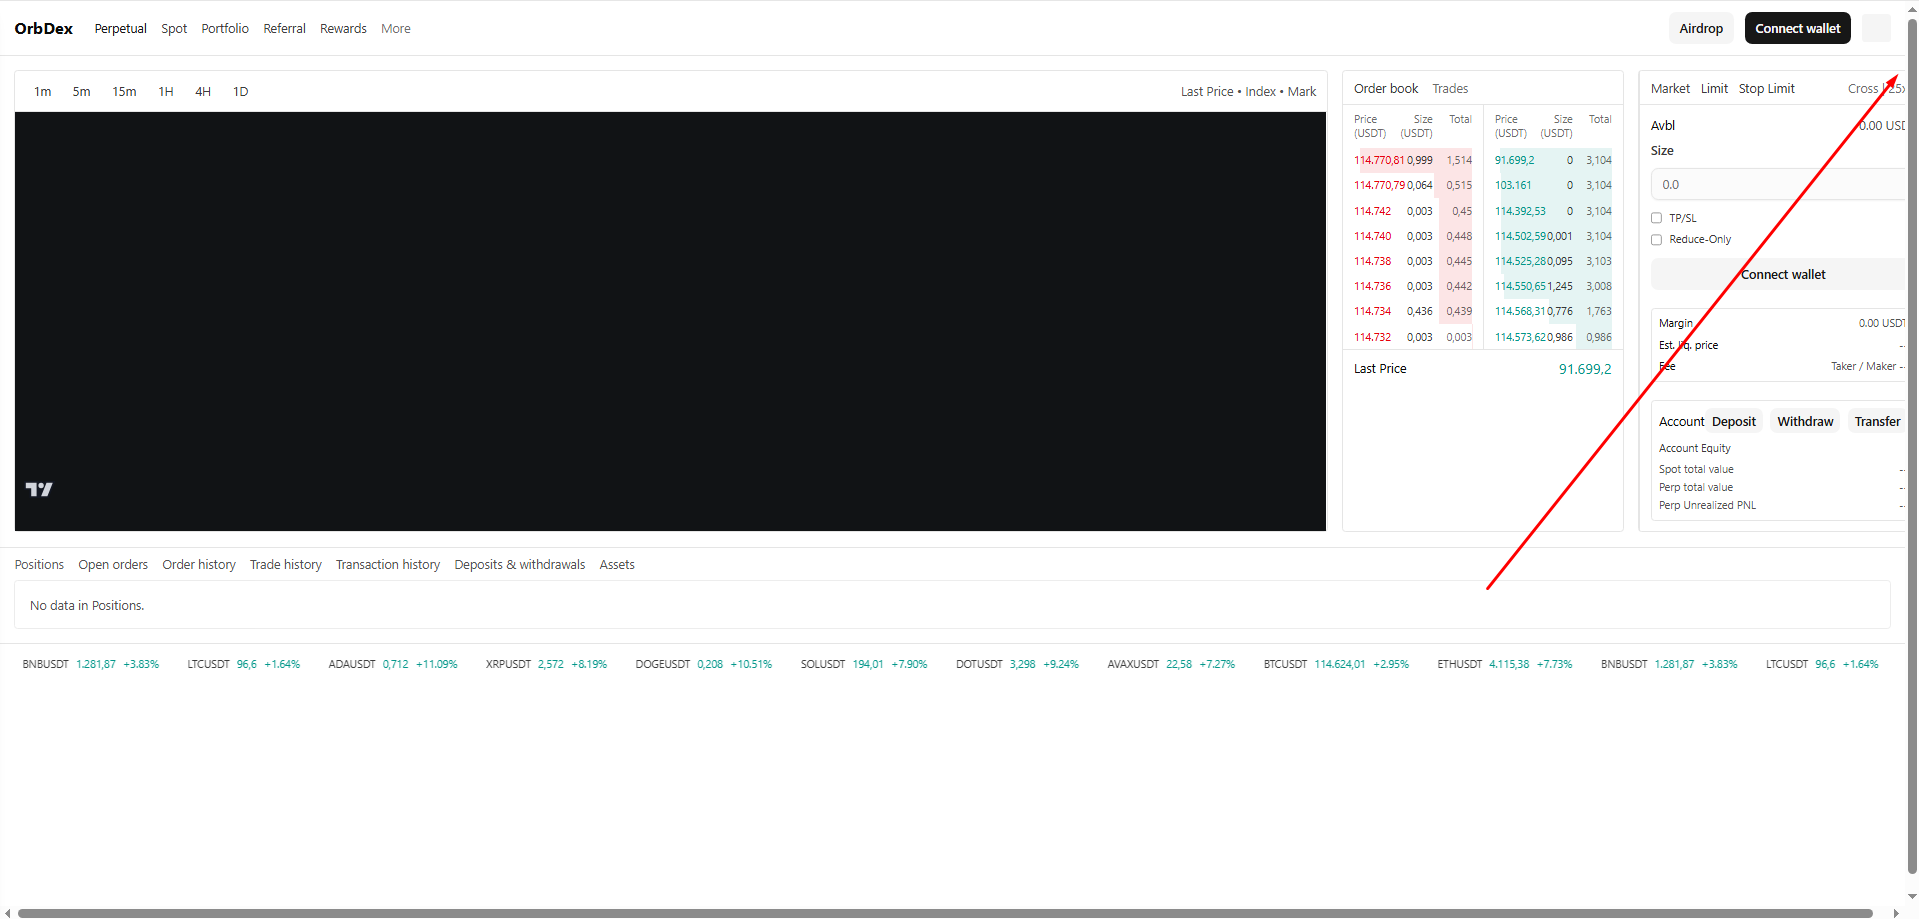 OrbDex Perpetual Spot Portfolio Referral Rewards More Airdrop Connect wallet
1m 5m 15m 1H 4H 1D Last Price • Index • Mark
Order book Trades
Price (USDT) Size (USDT) Total Price (USDT) Size (USDT) Total
114.770,81 0,999 1,514 91.699,2 0 3,104
114.770,79 0,064 0,515 103.161 0 3,104
114.742 0,003 0,45 114.392,53 0 3,104
114.740 0,003 0,448 114.502,59 0,001 3,104
114.738 0,003 0,445 114.525,28 0,095 3,103
114.736 0,003 0,442 114.550,65 1,245 3,008
114.734 0,436 0,439 114.568,31 0,776 1,763
114.732 0,003 0,003 114.573,62 0,986 0,986
Last Price 91.699,2
Market Limit Stop Limit Cross
Avbl 0.00
Size
0.0
TP/SL
Reduce-Only
Connect wallet
Margin 0.00 USDT
Est. liq. price --
Fee Taker / Maker --
Account Deposit Withdraw Transfer
Account Equity
Spot total value --
Perp total value --
Perp Unrealized PNL --
Positions Open orders Order history Trade history Transaction history Deposits & withdrawals Assets
No data in Positions.
BNBUSDT 1.281,87 +3.83% LTCUSDT 96,6 +1.64% ADAUSDT 0,712 +11.09% XRPUSDT 2,572 +8.19% DOGEUSDT 0,208 +10.51% SOLUSDT 194,01 +7.90% DOTUSDT 3,298 +9.24% AVAXUSDT 22,58 +7.27% BTCUSDT 114.624,01 +2.95% ETHUSDT 4.115,38 +7.73% BNBUSDT 1.281,87 +3.83% LTCUSDT 96,6 +1.64%